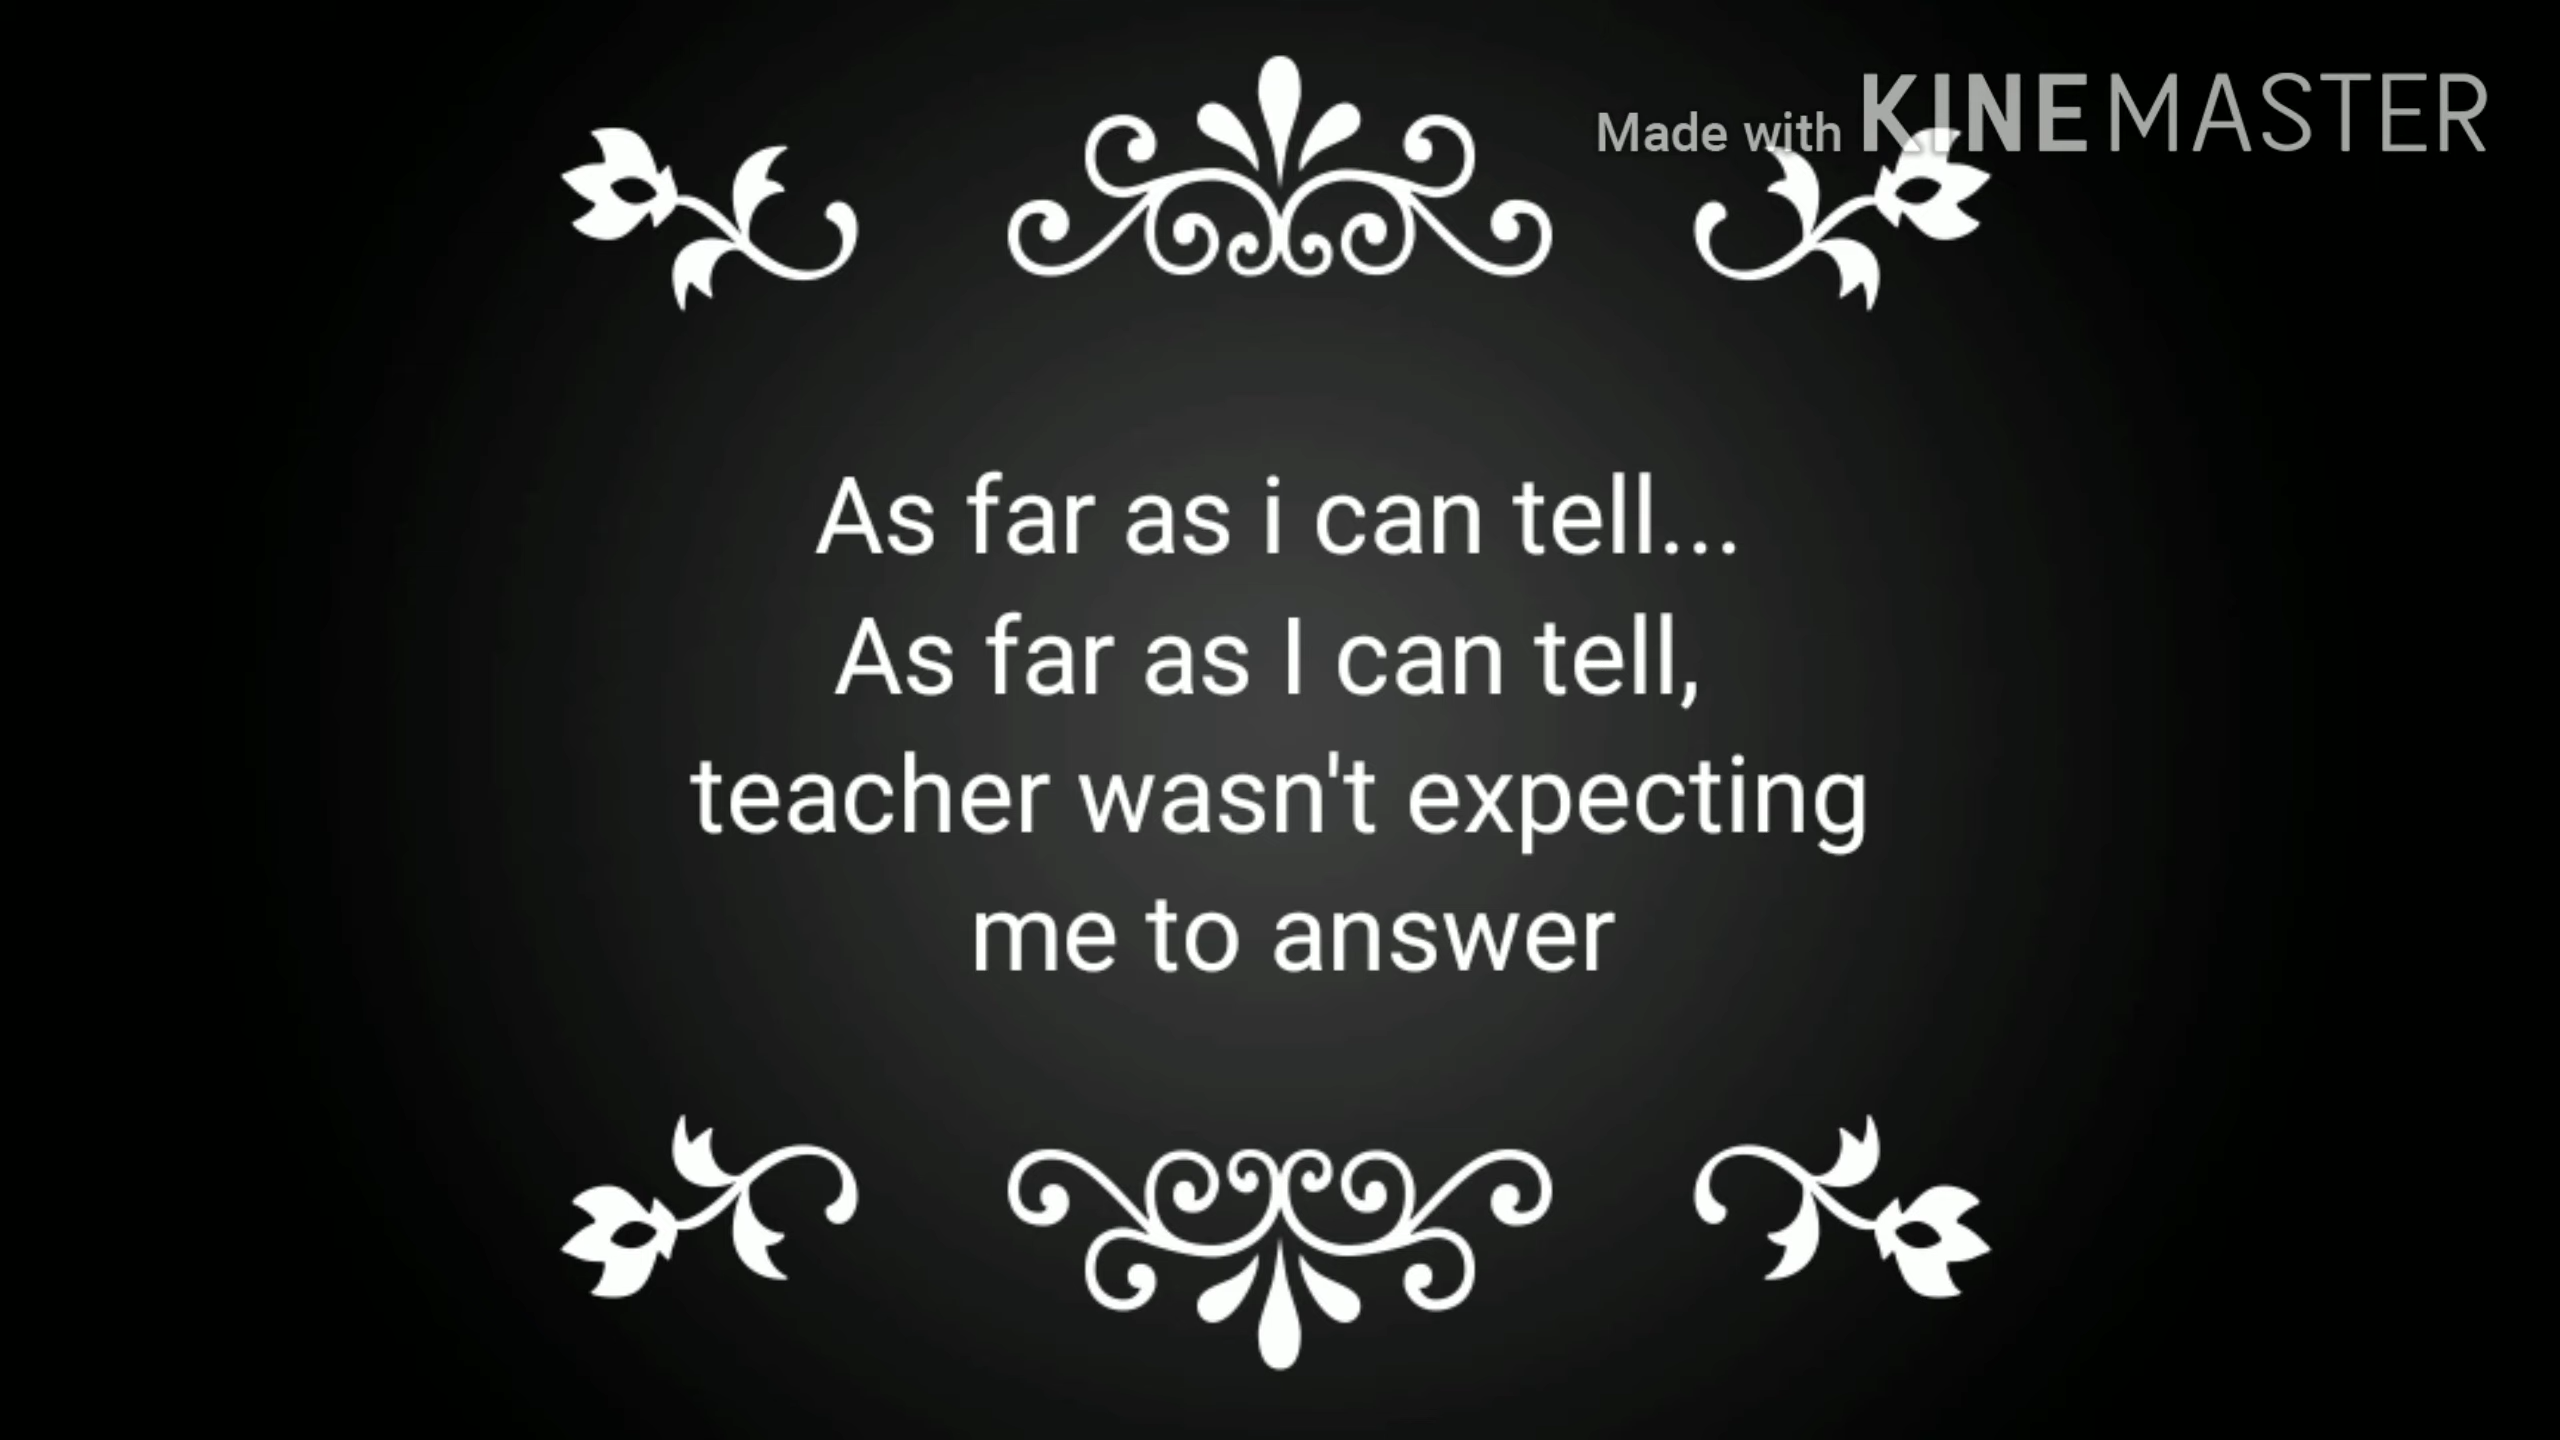 Made with KINEMASTER
As far as i can tell...
As far as I can tell,
teacher wasn't expecting
me to answer